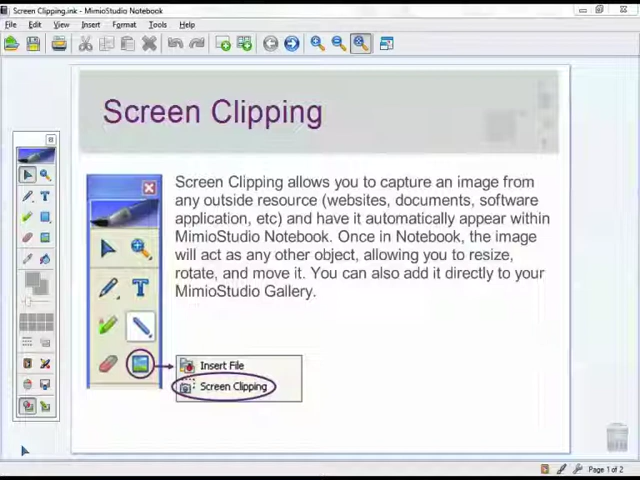 Screen Clipping.ink - MimioStudio Notebook
File Edit View Insert Format Tools Help
Screen Clipping
Screen Clipping allows you to capture an image from
any outside resource (websites, documents, software
application, etc) and have it automatically appear within
MimioStudio Notebook. Once in Notebook, the image
will act as any other object, allowing you to resize,
rotate, and move it. You can also add it directly to your
MimioStudio Gallery.
T
T
Insert File
Screen Clipping
Page 1 of 2